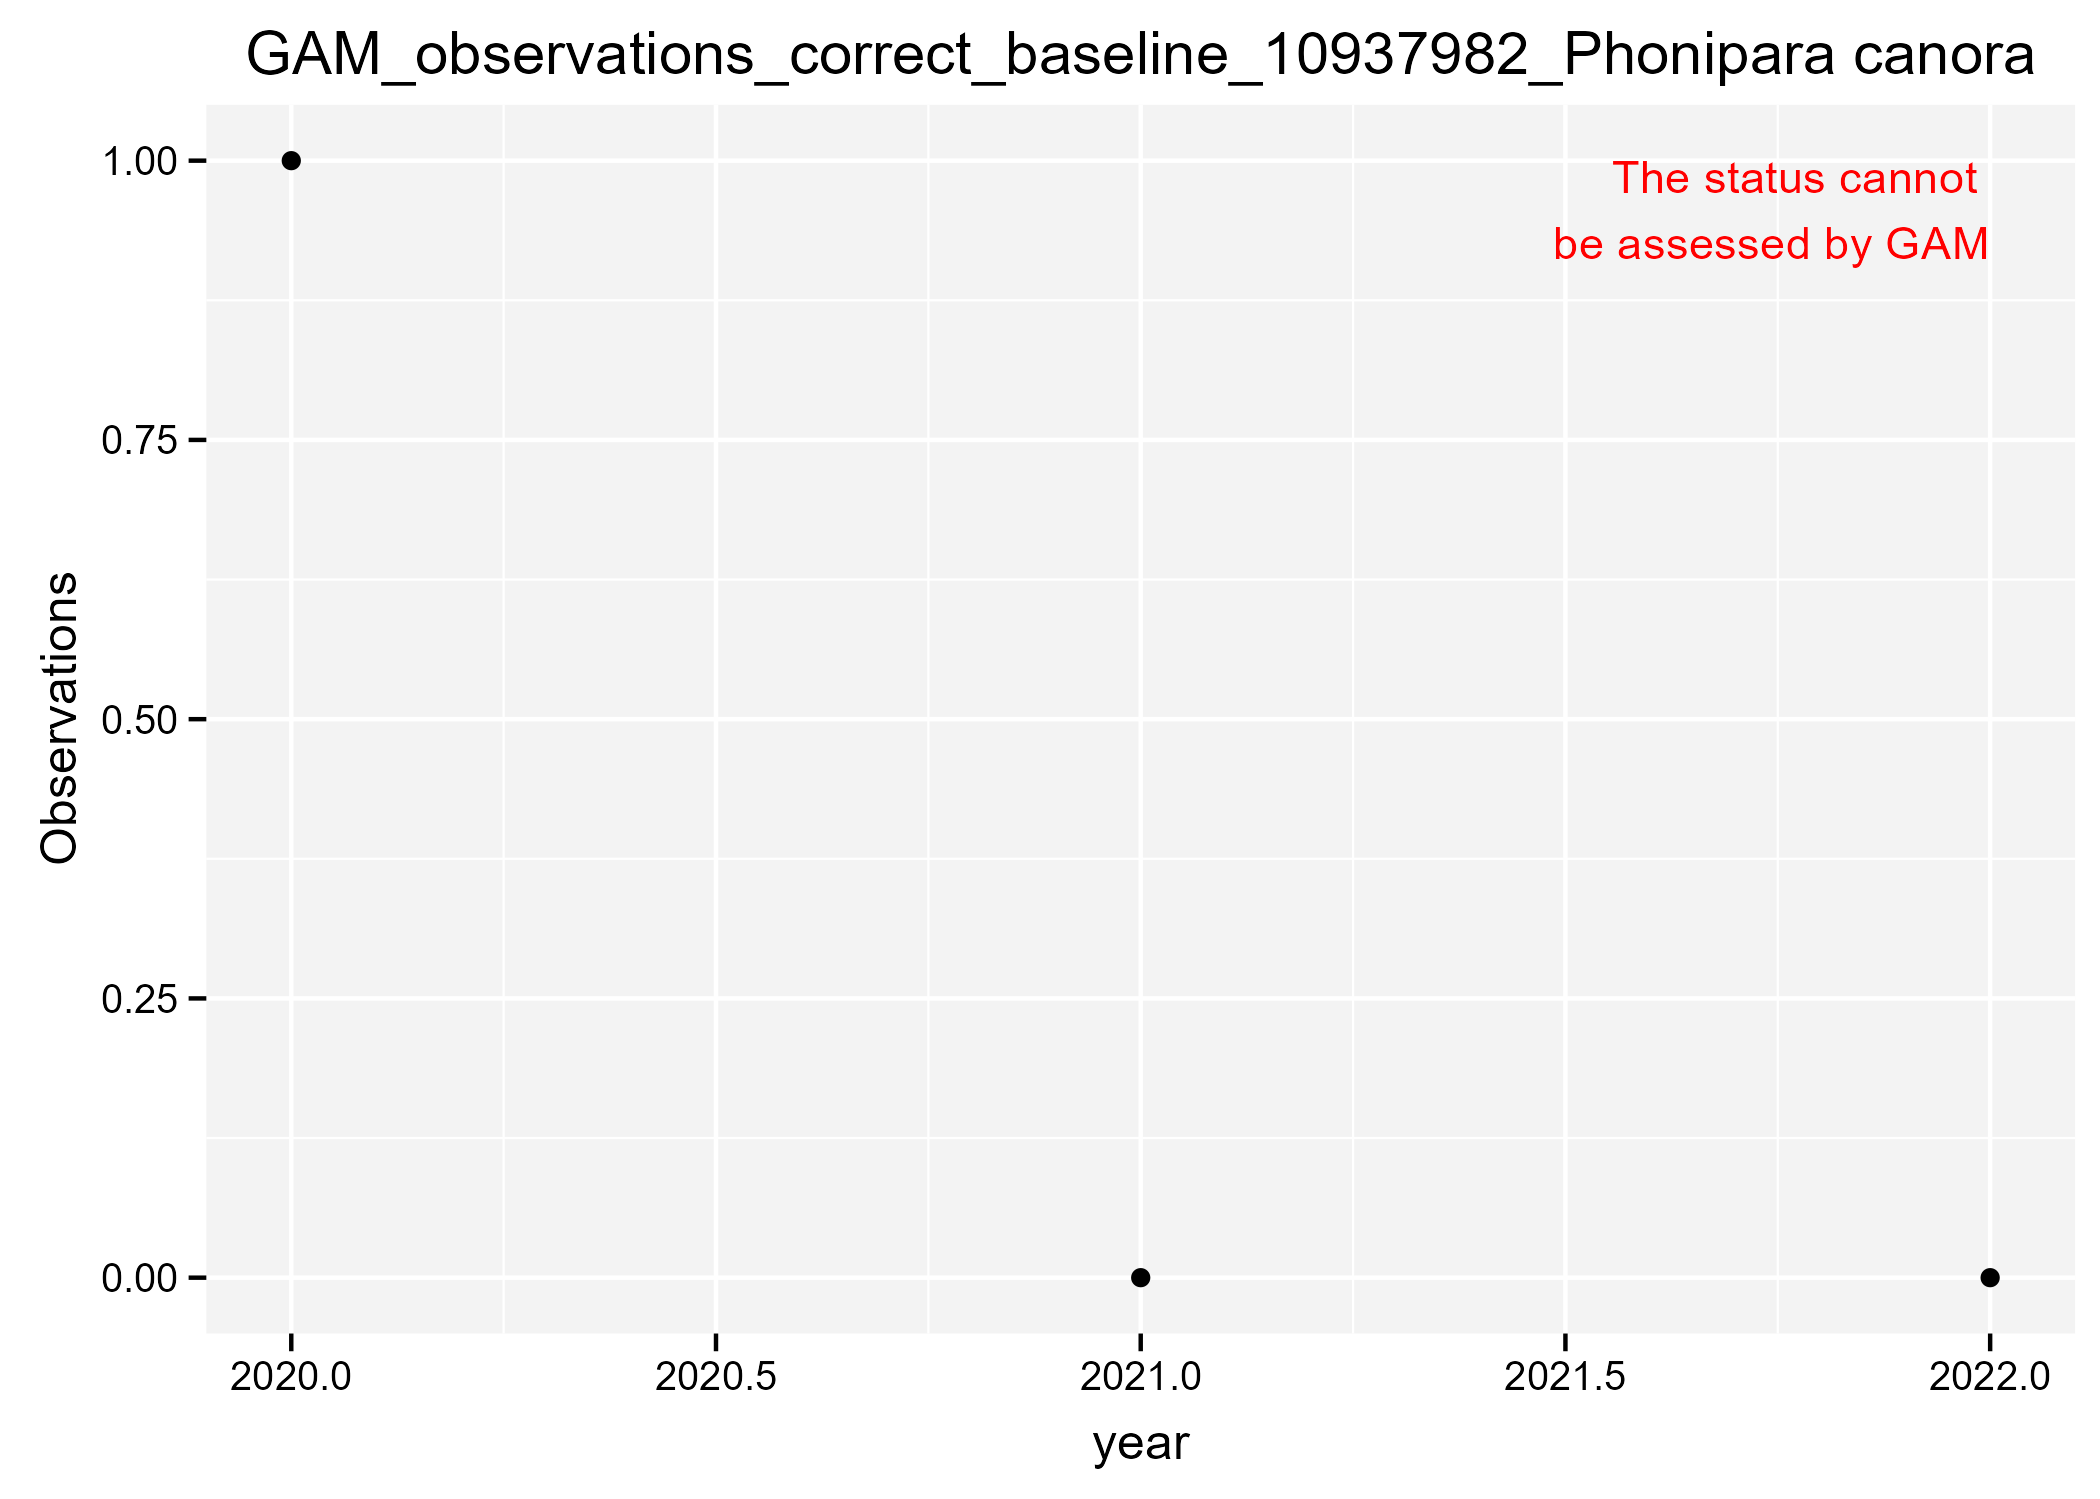 GAM_observations_correct_baseline_10937982_Phonipara canora
The status cannot
be assessed by GAM
1.00
0.75
0.50
0.25
0.00
Observations
2020.0 2020.5 2021.0 2021.5 2022.0
year